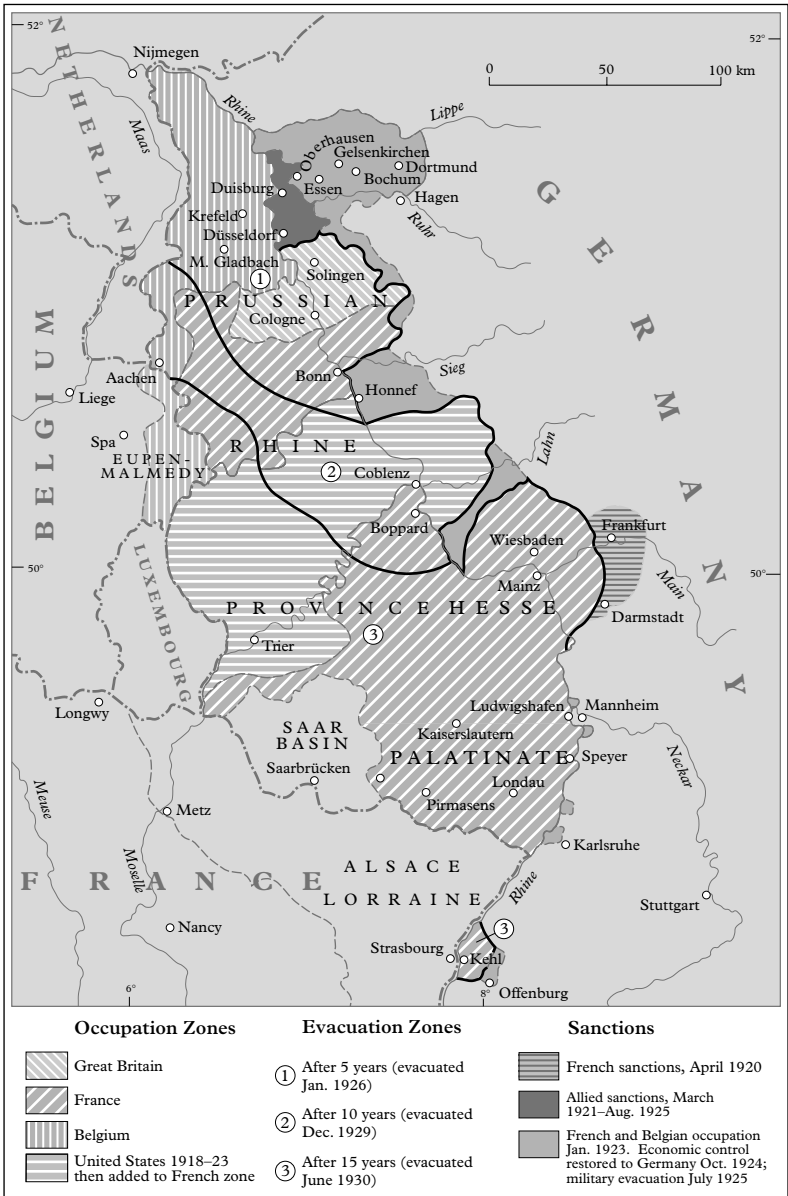 52°
52°
NETHERLANDS
Nijmegen
0 50 100 km
Rhine
Lippe
Maas
Oberhausen
Gelsenkirchen
Dortmund
Duisburg
Essen
Bochum
Hagen
GERMANY
Krefeld
Ruhr
Düsseldorf
M. Gladbach
Solingen
1
PRUSSIAN
Cologne
BELGIUM
Aachen
Bonn
Sieg
Liege
Honnef
Spa
RHINE
Lahn
EUPEN-
MALMEDY
2
Coblenz
Boppard
Frankfurt
Wiesbaden
50°
50°
LUXEMBOURG
Mainz
Main
PROVINCE HESSE
Darmstadt
3
Trier
Longwy
Ludwigshafen
Mannheim
SAAR
BASIN
Kaiserslautern
Neckar
Saarbrücken
PALATINATE
Speyer
Londau
Pirmasens
Meuse
Metz
Karlsruhe
Moselle
ALSACE
FRANCE
LORRAINE
Rhine
Stuttgart
Nancy
3
Strasbourg
Kehl
6°
8°
Offenburg
Occupation Zones
Great Britain
France
Belgium
United States 1918–23
then added to French zone
Evacuation Zones
1 After 5 years (evacuated
Jan. 1926)
2 After 10 years (evacuated
Dec. 1929)
3 After 15 years (evacuated
June 1930)
Sanctions
French sanctions, April 1920
Allied sanctions, March
1921–Aug. 1925
French and Belgian occupation
Jan. 1923. Economic control
restored to Germany Oct. 1924;
military evacuation July 1925